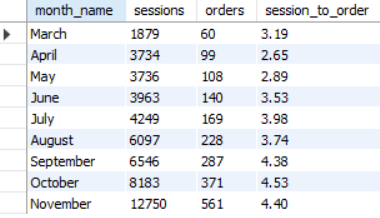 month_name sessions orders session_to_order
March 1879 60 3.19
April 3734 99 2.65
May 3736 108 2.89
June 3963 140 3.53
July 4249 169 3.98
August 6097 228 3.74
September 6546 287 4.38
October 8183 371 4.53
November 12750 561 4.40